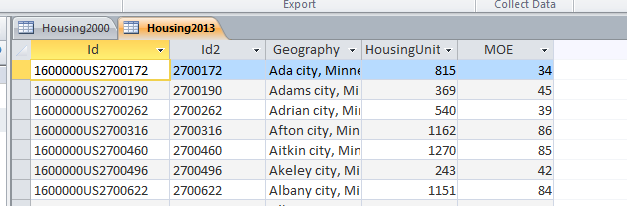 Export Collect Data
Housing2000 Housing2013
Id Id2 Geography HousingUnit MOE
1600000US2700172 2700172 Ada city, Minne 815 34
1600000US2700190 2700190 Adams city, Mi 369 45
1600000US2700262 2700262 Adrian city, Mi 540 39
1600000US2700316 2700316 Afton city, Min 1162 86
1600000US2700460 2700460 Aitkin city, Min 1270 85
1600000US2700496 2700496 Akeley city, Mi 243 42
1600000US2700622 2700622 Albany city, Mi 1151 84